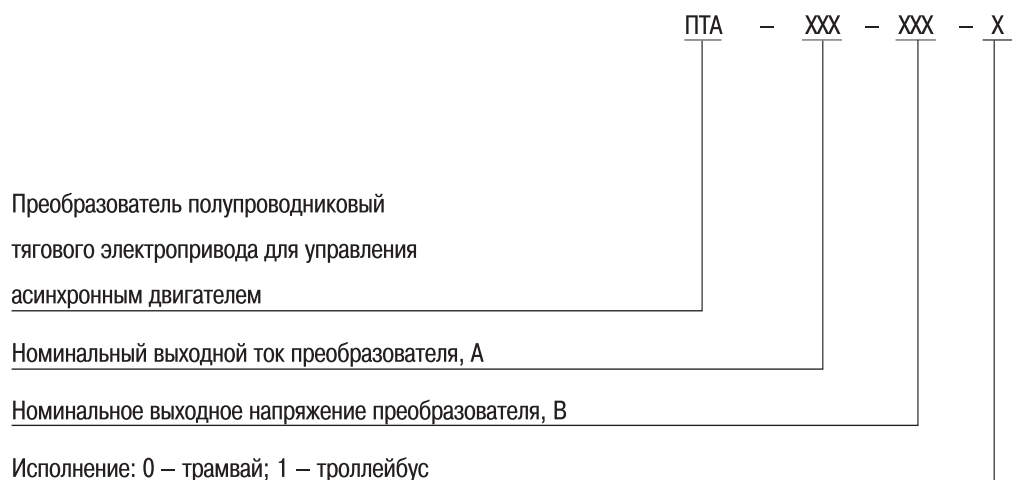 ПТА – ХХХ – ХХХ – Х
Преобразователь полупроводниковый
тягового электропривода для управления
асинхронным двигателем
Номинальный выходной ток преобразователя, А
Номинальное выходное напряжение преобразователя, В
Исполнение: 0 – трамвай; 1 – троллейбус